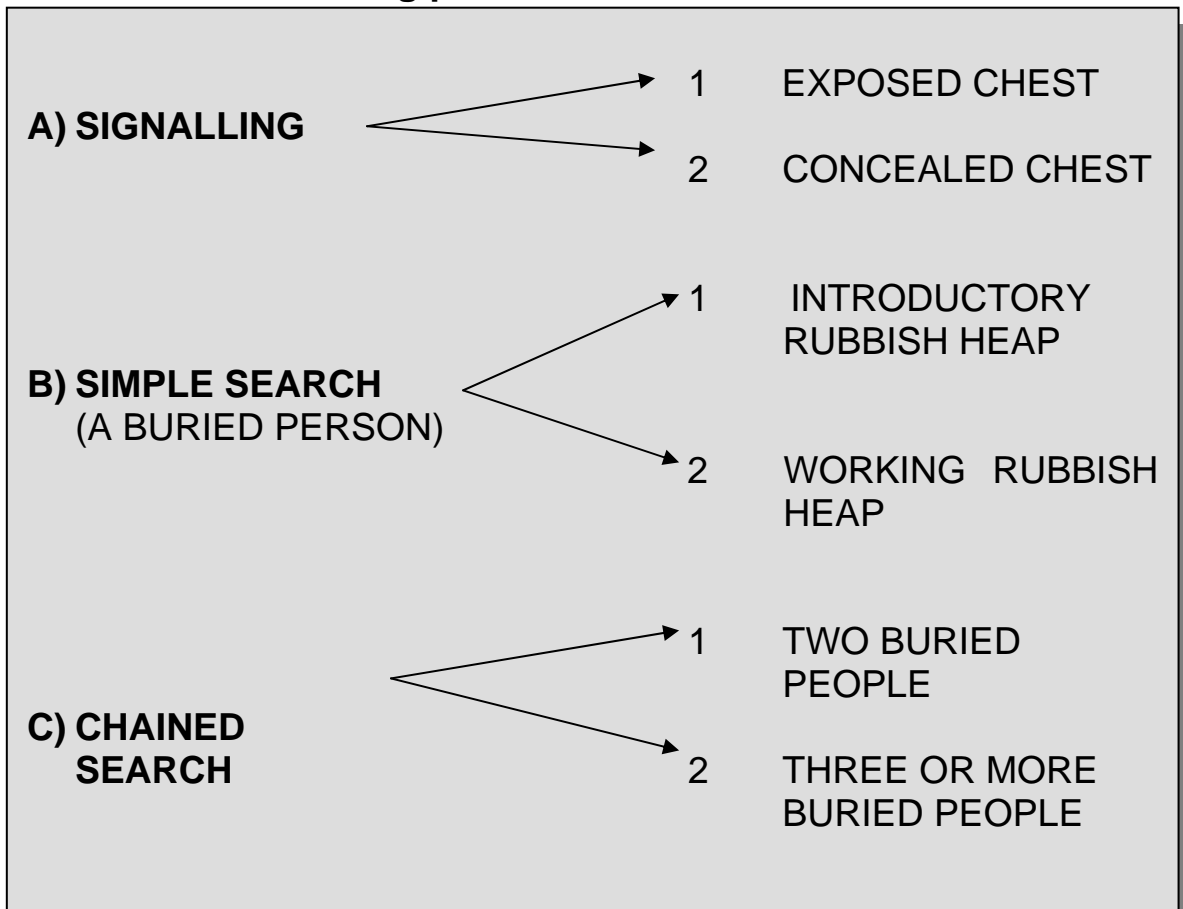 1 EXPOSED CHEST
A) SIGNALLING
2 CONCEALED CHEST
1 INTRODUCTORY
RUBBISH HEAP
B) SIMPLE SEARCH
(A BURIED PERSON)
2 WORKING RUBBISH
HEAP
1 TWO BURIED
PEOPLE
C) CHAINED
SEARCH
2 THREE OR MORE
BURIED PEOPLE